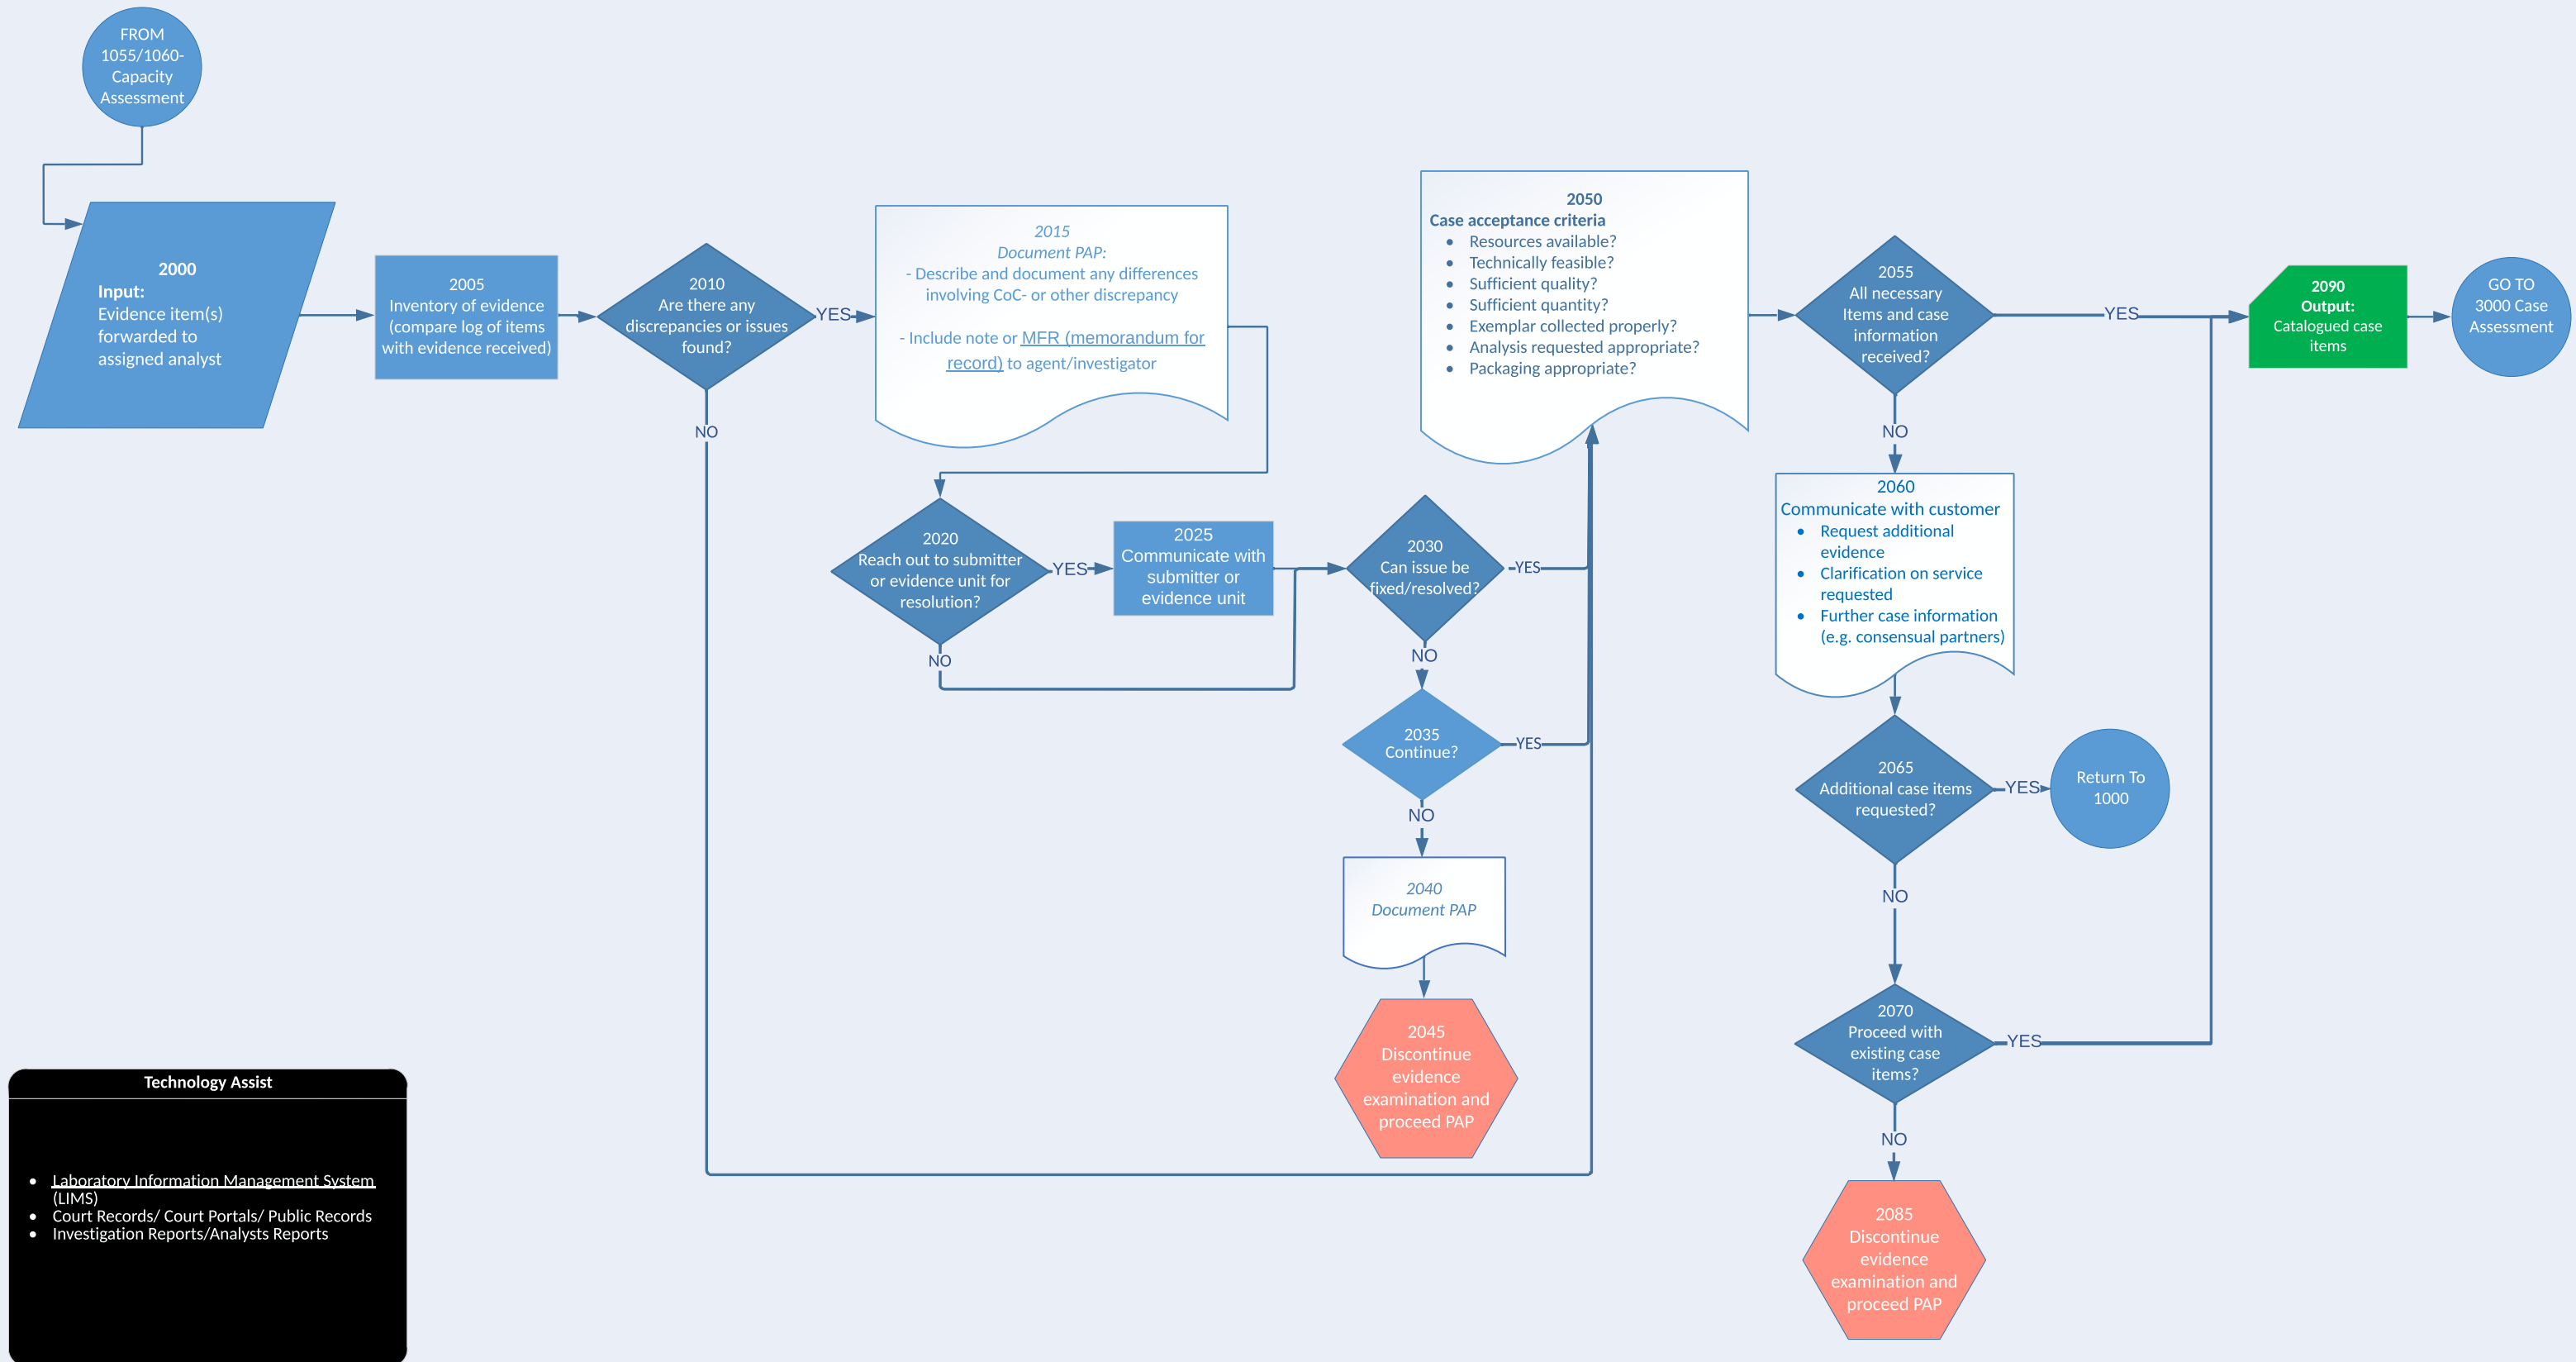 FROM
1055/1060-
Capacity
Assessment
2000
Input:
Evidence item(s)
forwarded to
assigned analyst
2005
Inventory of evidence
(compare log of items
with evidence received)
2010
Are there any
discrepancies or issues
found?
YES
NO
2015
Document PAP:
- Describe and document any differences
involving CoC- or other discrepancy
- Include note or MFR (memorandum for
record) to agent/investigator
2020
Reach out to submitter
or evidence unit for
resolution?
YES
NO
2025
Communicate with
submitter or
evidence unit
2030
Can issue be
fixed/resolved?
YES
NO
2035
Continue?
YES
NO
2040
Document PAP
2045
Discontinue
evidence
examination and
proceed PAP
2050
Case acceptance criteria
• Resources available?
• Technically feasible?
• Sufficient quality?
• Sufficient quantity?
• Exemplar collected properly?
• Analysis requested appropriate?
• Packaging appropriate?
2055
All necessary
Items and case
information
received?
YES
NO
2060
Communicate with customer
• Request additional
evidence
• Clarification on service
requested
• Further case information
(e.g. consensual partners)
2065
Additional case items
requested?
YES
NO
Return To
1000
2070
Proceed with
existing case
items?
YES
NO
2085
Discontinue
evidence
examination and
proceed PAP
2090
Output:
Catalogued case
items
GO TO
3000 Case
Assessment
Technology Assist
• Laboratory Information Management System
(LIMS)
• Court Records/ Court Portals/ Public Records
• Investigation Reports/Analysts Reports